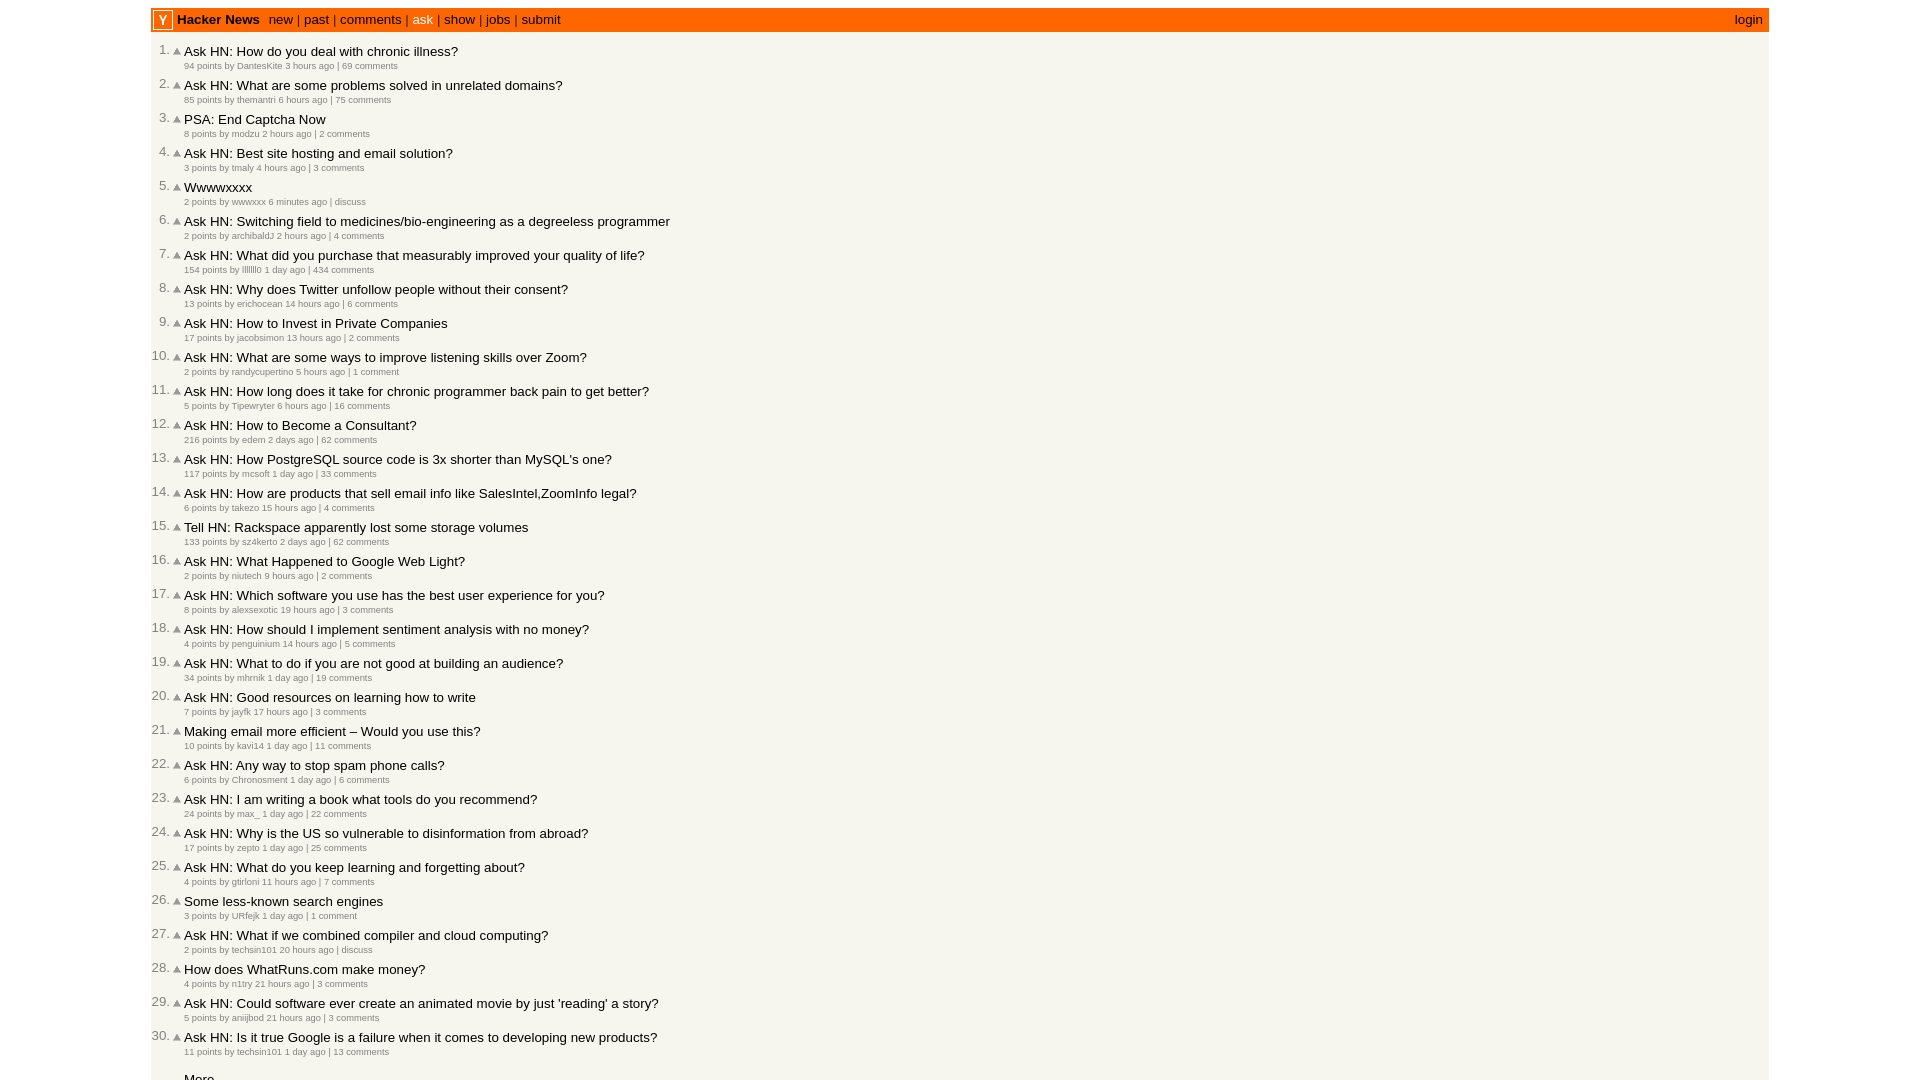 Y Hacker News new | past | comments | ask | show | jobs | submit login
1. Ask HN: How do you deal with chronic illness?
94 points by DantesKite 3 hours ago | 69 comments
2. Ask HN: What are some problems solved in unrelated domains?
85 points by themantri 6 hours ago | 75 comments
3. PSA: End Captcha Now
8 points by modzu 2 hours ago | 2 comments
4. Ask HN: Best site hosting and email solution?
3 points by tmaly 4 hours ago | 3 comments
5. Wwwwxxxx
2 points by wwwxxx 6 minutes ago | discuss
6. Ask HN: Switching field to medicines/bio-engineering as a degreeless programmer
2 points by archibaldJ 2 hours ago | 4 comments
7. Ask HN: What did you purchase that measurably improved your quality of life?
154 points by 1 day ago | 434 comments
8. Ask HN: Why does Twitter unfollow people without their consent?
13 points by erichocean 14 hours ago | 6 comments
9. Ask HN: How to Invest in Private Companies
17 points by jacobsimon 13 hours ago | 2 comments
10. Ask HN: What are some ways to improve listening skills over Zoom?
2 points by randycupertino 5 hours ago | 1 comment
11. Ask HN: How long does it take for chronic programmer back pain to get better?
5 points by Tipewryter 6 hours ago | 16 comments
12. Ask HN: How to Become a Consultant?
216 points by edem 2 days ago | 62 comments
13. Ask HN: How PostgreSQL source code is 3x shorter than MySQL's one?
117 points by mcsoft 1 day ago | 33 comments
14. Ask HN: How are products that sell email info like SalesIntel,ZoomInfo legal?
6 points by takezo 15 hours ago | 4 comments
15. Tell HN: Rackspace apparently lost some storage volumes
133 points by sz4kerto 2 days ago | 62 comments
16. Ask HN: What Happened to Google Web Light?
2 points by niutech 9 hours ago | 2 comments
17. Ask HN: Which software you use has the best user experience for you?
8 points by alexsexotic 19 hours ago | 3 comments
18. Ask HN: How should I implement sentiment analysis with no money?
4 points by penguinium 14 hours ago | 5 comments
19. Ask HN: What to do if you are not good at building an audience?
34 points by mhrnik 1 day ago | 19 comments
20. Ask HN: Good resources on learning how to write
7 points by jayfk 17 hours ago | 3 comments
21. Making email more efficient – Would you use this?
10 points by kavi14 1 day ago | 11 comments
22. Ask HN: Any way to stop spam phone calls?
6 points by Chronosment 1 day ago | 6 comments
23. Ask HN: I am writing a book what tools do you recommend?
24 points by max_ 1 day ago | 22 comments
24. Ask HN: Why is the US so vulnerable to disinformation from abroad?
17 points by zepto 1 day ago | 25 comments
25. Ask HN: What do you keep learning and forgetting about?
4 points by gtirloni 11 hours ago | 7 comments
26. Some less-known search engines
3 points by URfejk 1 day ago | 1 comment
27. Ask HN: What if we combined compiler and cloud computing?
2 points by techsin101 20 hours ago | discuss
28. How does WhatRuns.com make money?
4 points by n1try 21 hours ago | 3 comments
29. Ask HN: Could software ever create an animated movie by just 'reading' a story?
5 points by aniijbod 21 hours ago | 3 comments
30. Ask HN: Is it true Google is a failure when it comes to developing new products?
11 points by techsin101 1 day ago | 13 comments
More